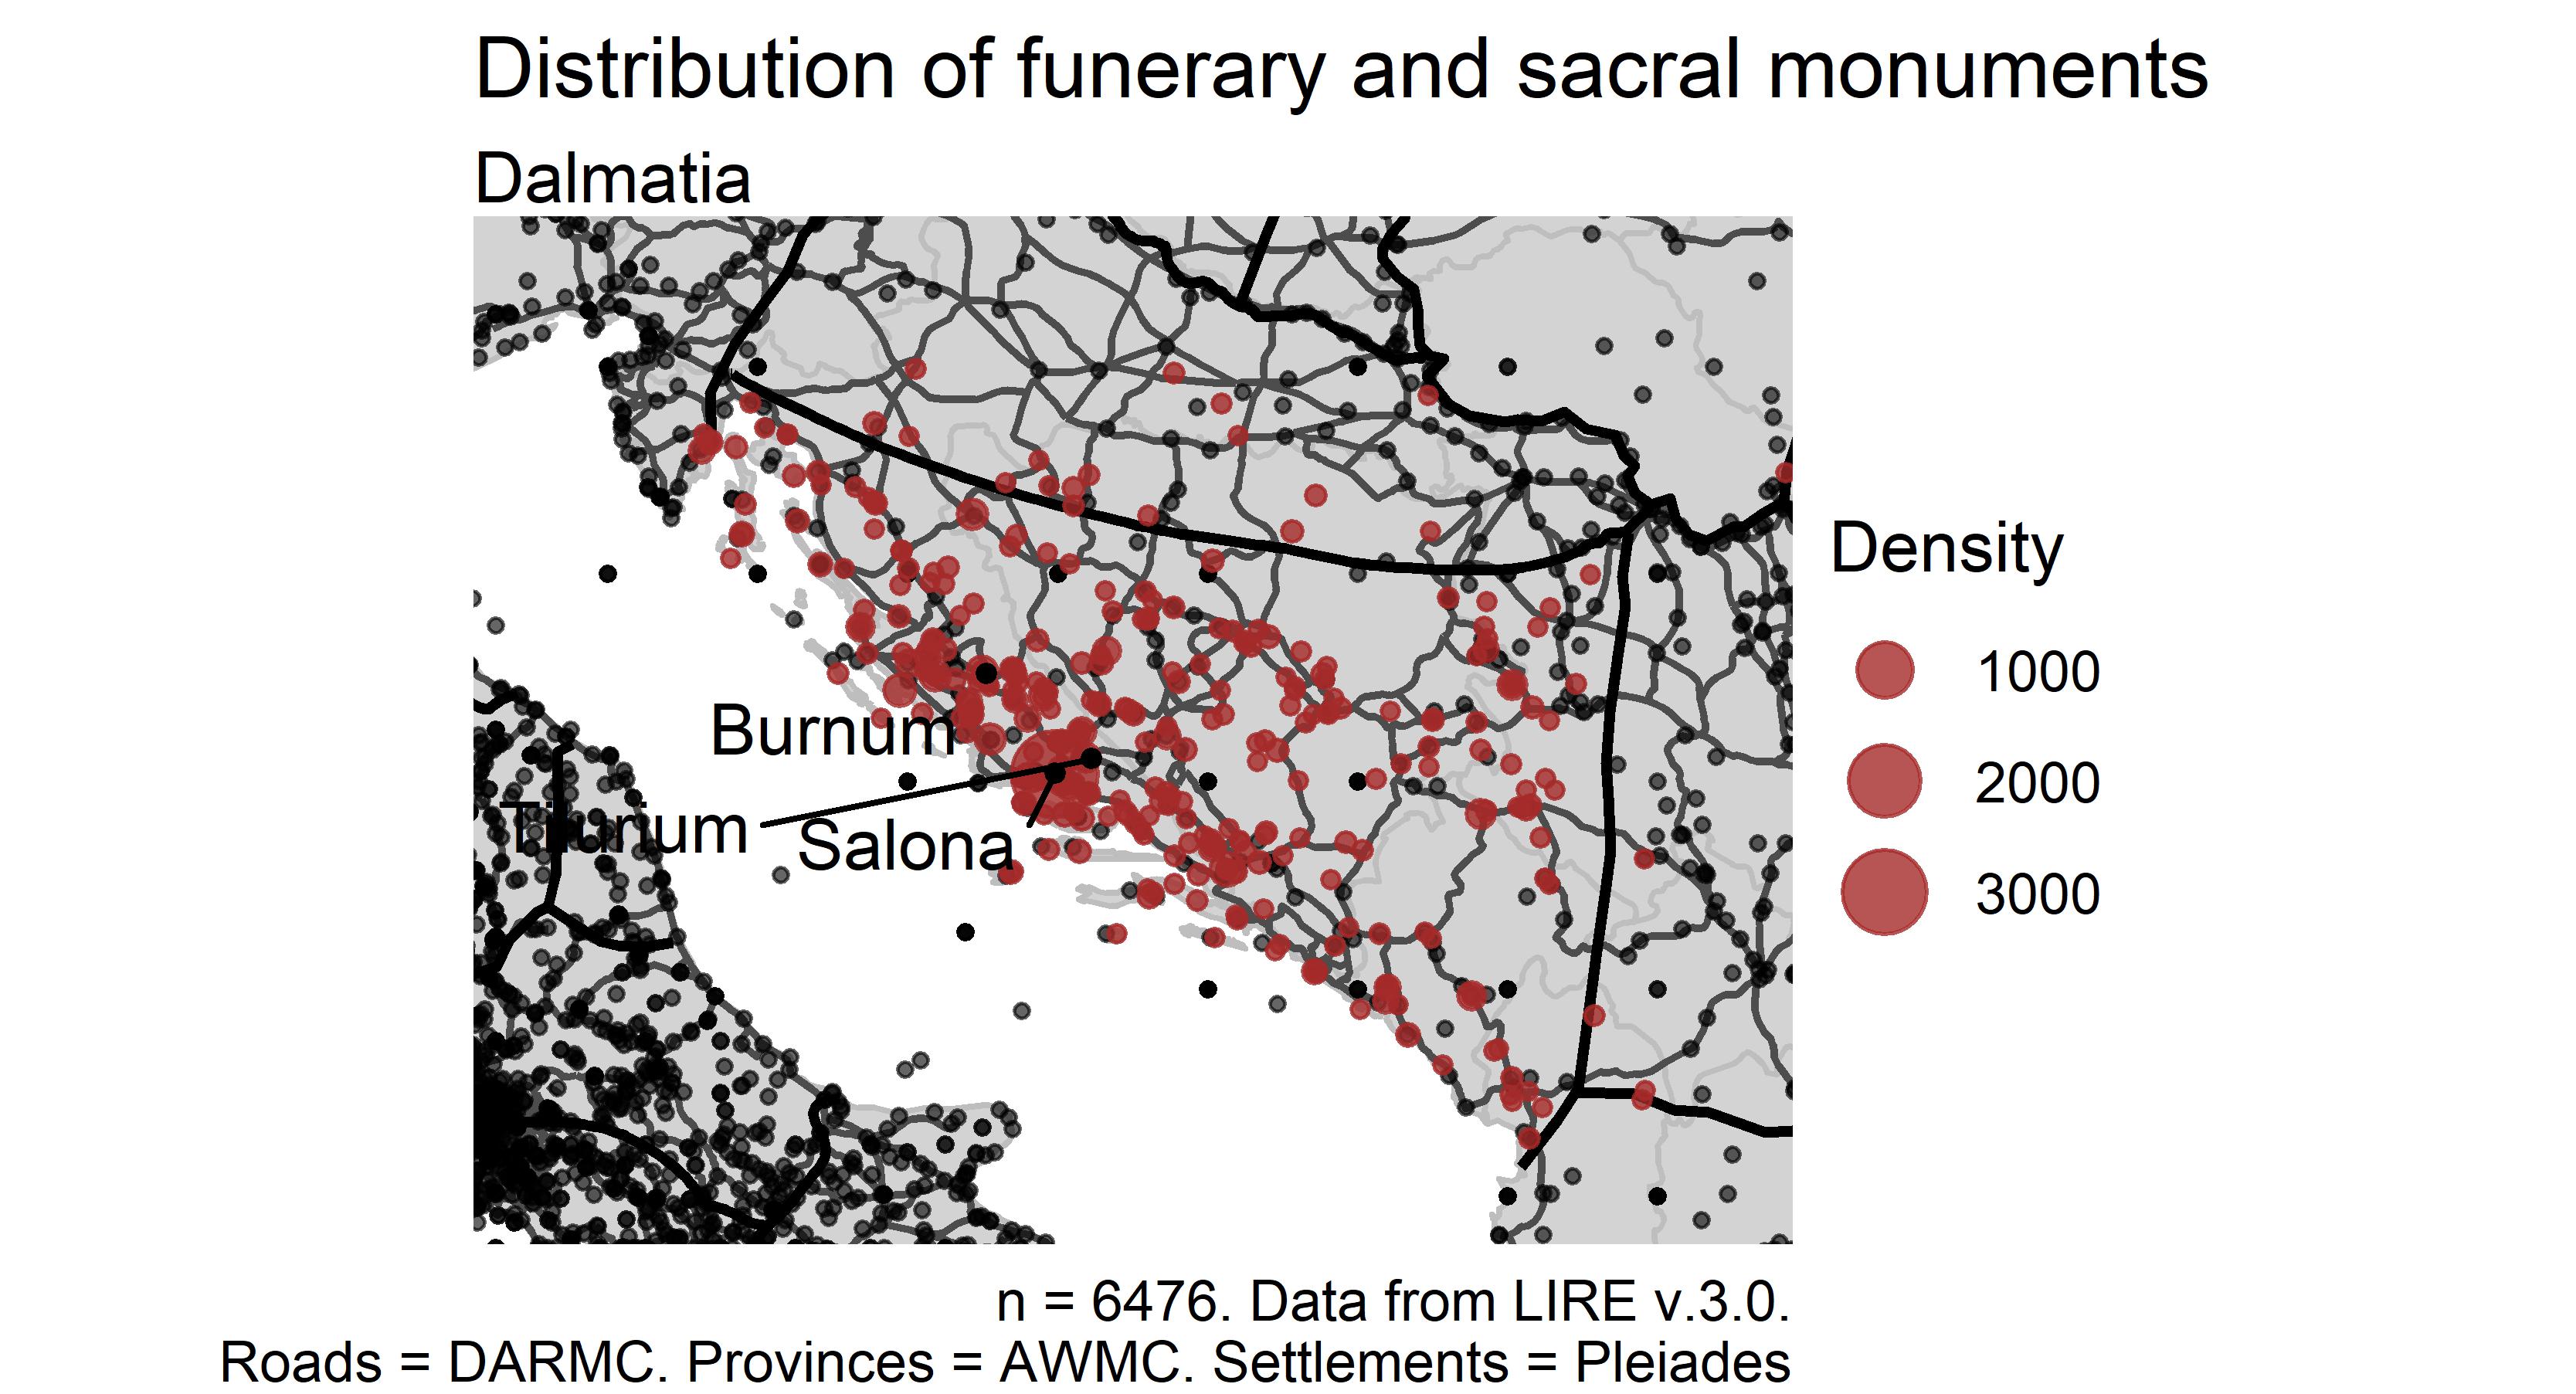 Distribution of funerary and sacral monuments
Dalmatia
Burnum
Tilurium
Salona
Density
1000
2000
3000
n = 6476. Data from LIRE v.3.0.
Roads = DARMC. Provinces = AWMC. Settlements = Pleiades